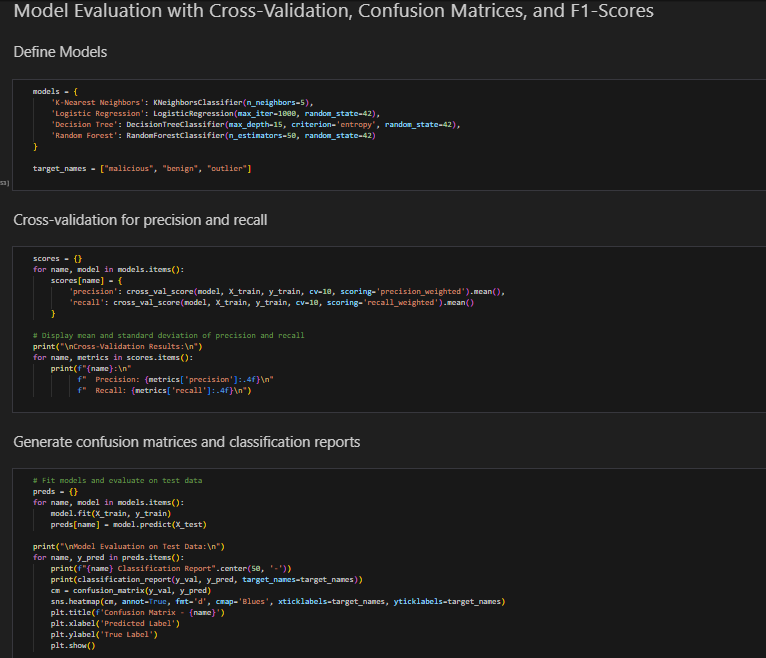 Model Evaluation with Cross-Validation, Confusion Matrices, and F1-Scores
Define Models
models = {
'K-Nearest Neighbors': KNeighborsClassifier(n_neighbors=5),
'Logistic Regression': LogisticRegression(max_iter=1000, random_state=42),
'Decision Tree': DecisionTreeClassifier(max_depth=15, criterion='entropy', random_state=42),
'Random Forest': RandomForestClassifier(n_estimators=50, random_state=42)
}
target_names = ["malicious", "benign", "outlier"]
53]
Cross-validation for precision and recall
scores = {}
for name, model in models.items():
scores[name] = {
'precision': cross_val_score(model, X_train, y_train, cv=10, scoring='precision_weighted').mean(),
'recall': cross_val_score(model, X_train, y_train, cv=10, scoring='recall_weighted').mean()
}
# Display mean and standard deviation of precision and recall
print("\nCross-Validation Results:\n")
for name, metrics in scores.items():
print(f"{name}:\n"
f"  Precision: {metrics['precision']:.4f}\n"
f"  Recall: {metrics['recall']:.4f}\n")
Generate confusion matrices and classification reports
# Fit models and evaluate on test data
preds = {}
for name, model in models.items():
model.fit(X_train, y_train)
preds[name] = model.predict(X_test)
print("\nModel Evaluation on Test Data:\n")
for name, y_pred in preds.items():
print(f"{name} Classification Report".center(50, '-'))
print(classification_report(y_val, y_pred, target_names=target_names))
cm = confusion_matrix(y_val, y_pred)
sns.heatmap(cm, annot=True, fmt='d', cmap='Blues', xticklabels=target_names, yticklabels=target_names)
plt.title(f'Confusion Matrix - {name}')
plt.xlabel('Predicted Label')
plt.ylabel('True Label')
plt.show()